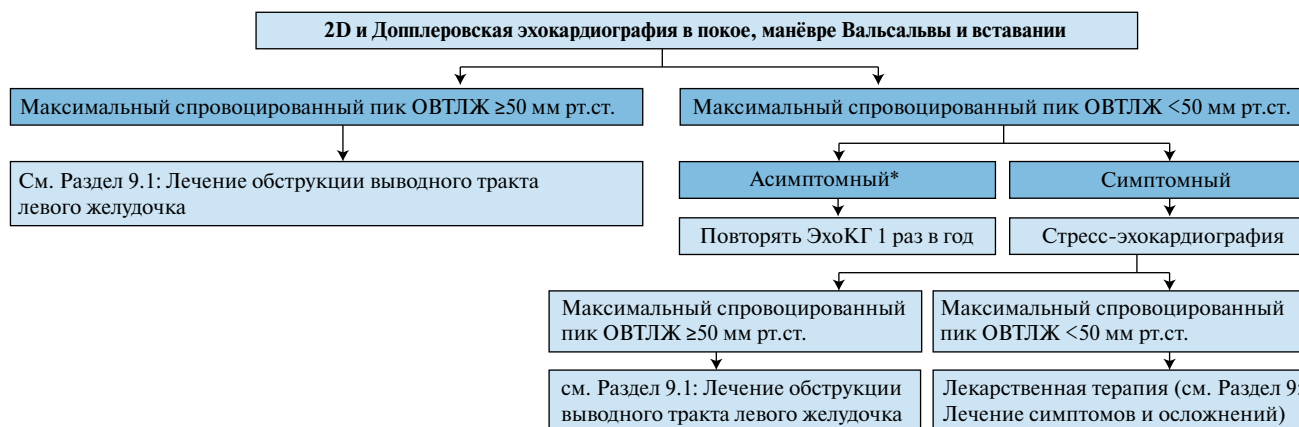 2D и Допплеровская эхокардиография в покое, манёвре Вальсальвы и вставании
Максимальный спровоцированный пик ОВТЛЖ ≥50 мм рт.ст.
Максимальный спровоцированный пик ОВТЛЖ <50 мм рт.ст.
См. Раздел 9.1: Лечение обструкции выводного тракта
левого желудочка
Асимптомный*
Симптомный
Повторять ЭхоКГ 1 раз в год
Стресс-эхокардиография
Максимальный спровоцированный
пик ОВТЛЖ ≥50 мм рт.ст.
Максимальный спровоцированный
пик ОВТЛЖ <50 мм рт.ст.
см. Раздел 9.1: Лечение обструкции
выводного тракта левого желудочка
Лекарственная терапия (см. Раздел 9:
Лечение симптомов и осложнений)